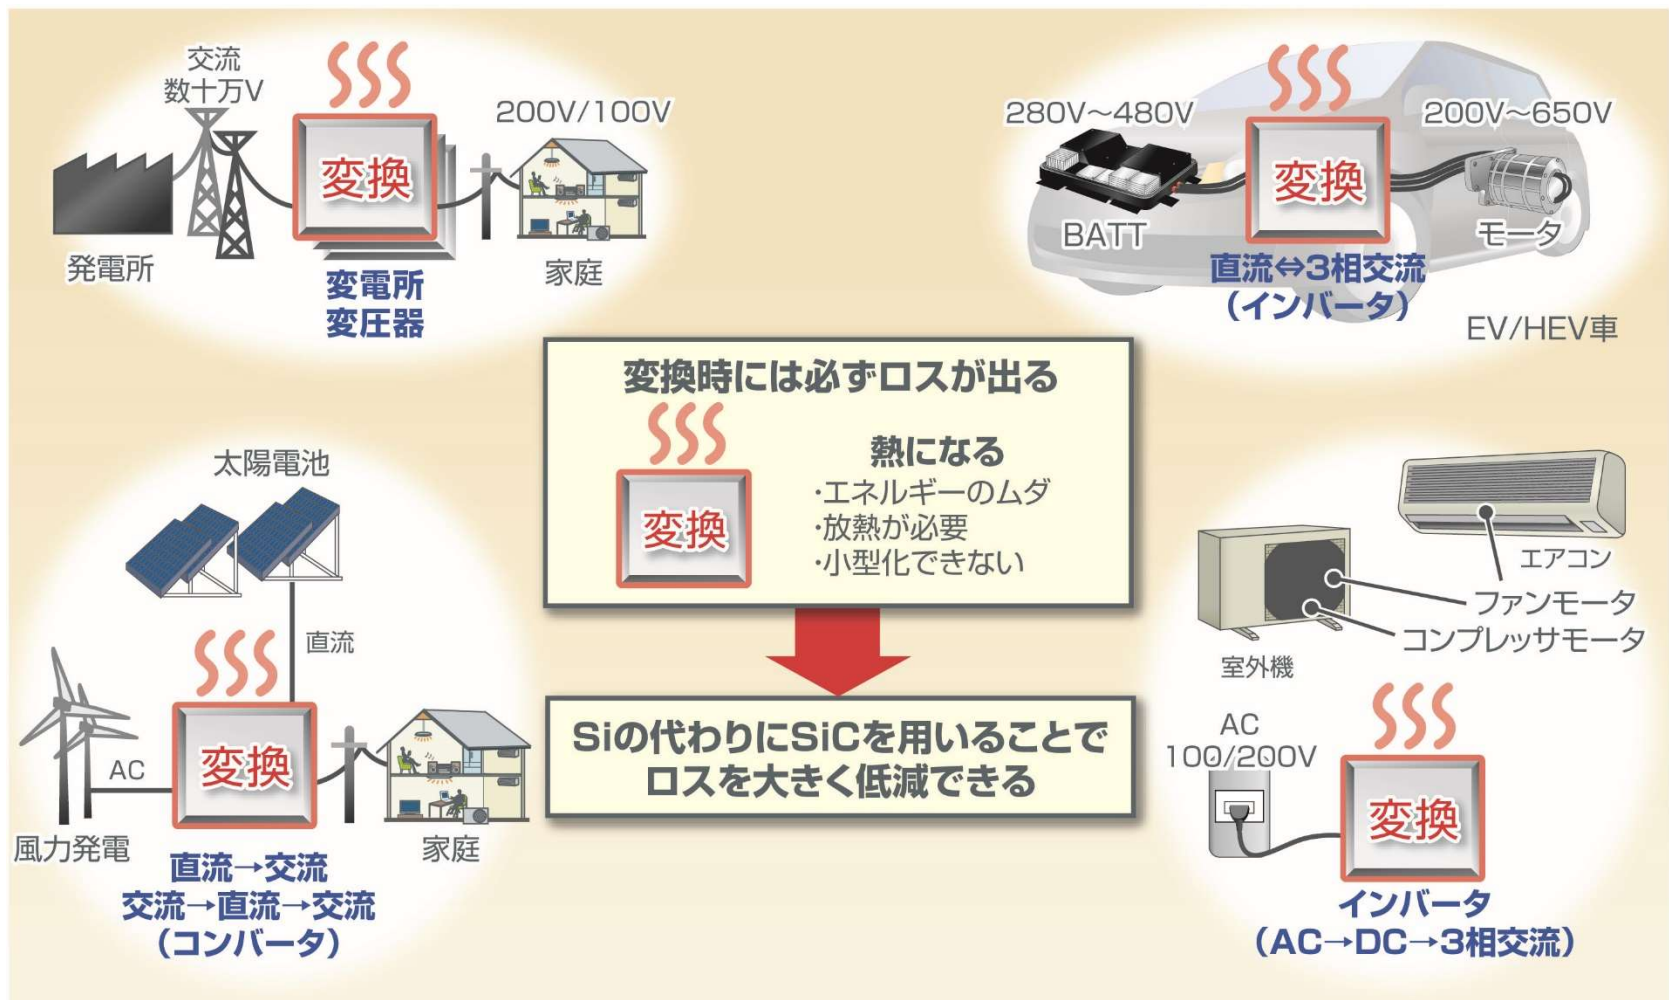 交流
数十万V
変換
200V/100V
発電所
家庭
変電所
変圧器
280V～480V
200V～650V
変換
BATT
モータ
直流⇔3相交流
(インバータ)
EV/HEV車
変換時には必ずロスが出る
熱になる
・エネルギーのムダ
・放熱が必要
・小型化できない
変換
Siの代わりにSiCを用いることで
ロスを大きく低減できる
太陽電池
直流
AC
変換
風力発電
家庭
直流→交流
交流→直流→交流
(コンバータ)
エアコン
ファンモータ
コンプレッサモータ
室外機
AC
100/200V
変換
インバータ
(AC→DC→3相交流)